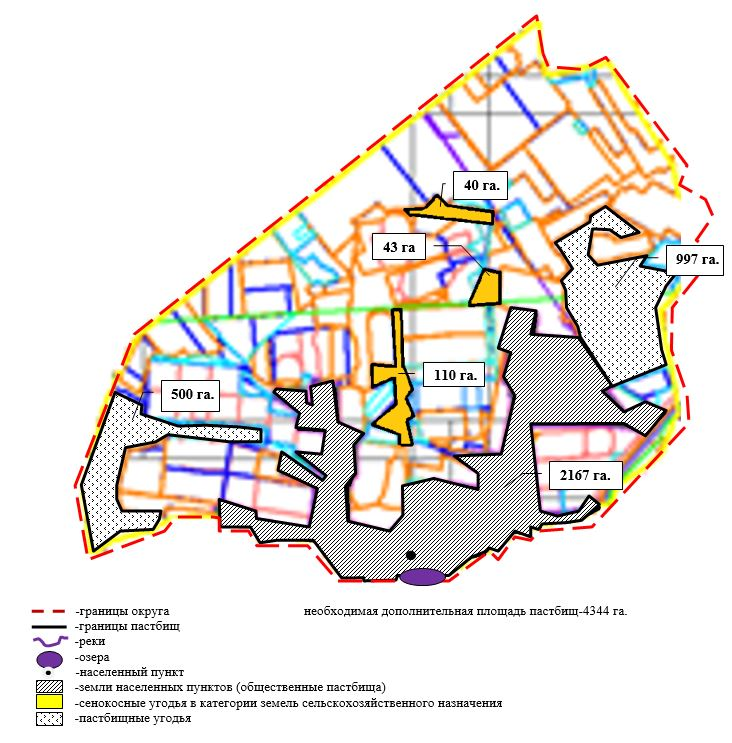 40 га.
43 га
997 га.
110 га.
500 га.
2167 га.
-границы округа
необходимая дополнительная площадь пастбищ-4344 га.
-границы пастбищ
-реки
-озера
-населенный пункт
-земли населенных пунктов (общественные пастбища)
-сенокосные угодья в категории земель сельскохозяйственного назначения
-пастбищные угодья